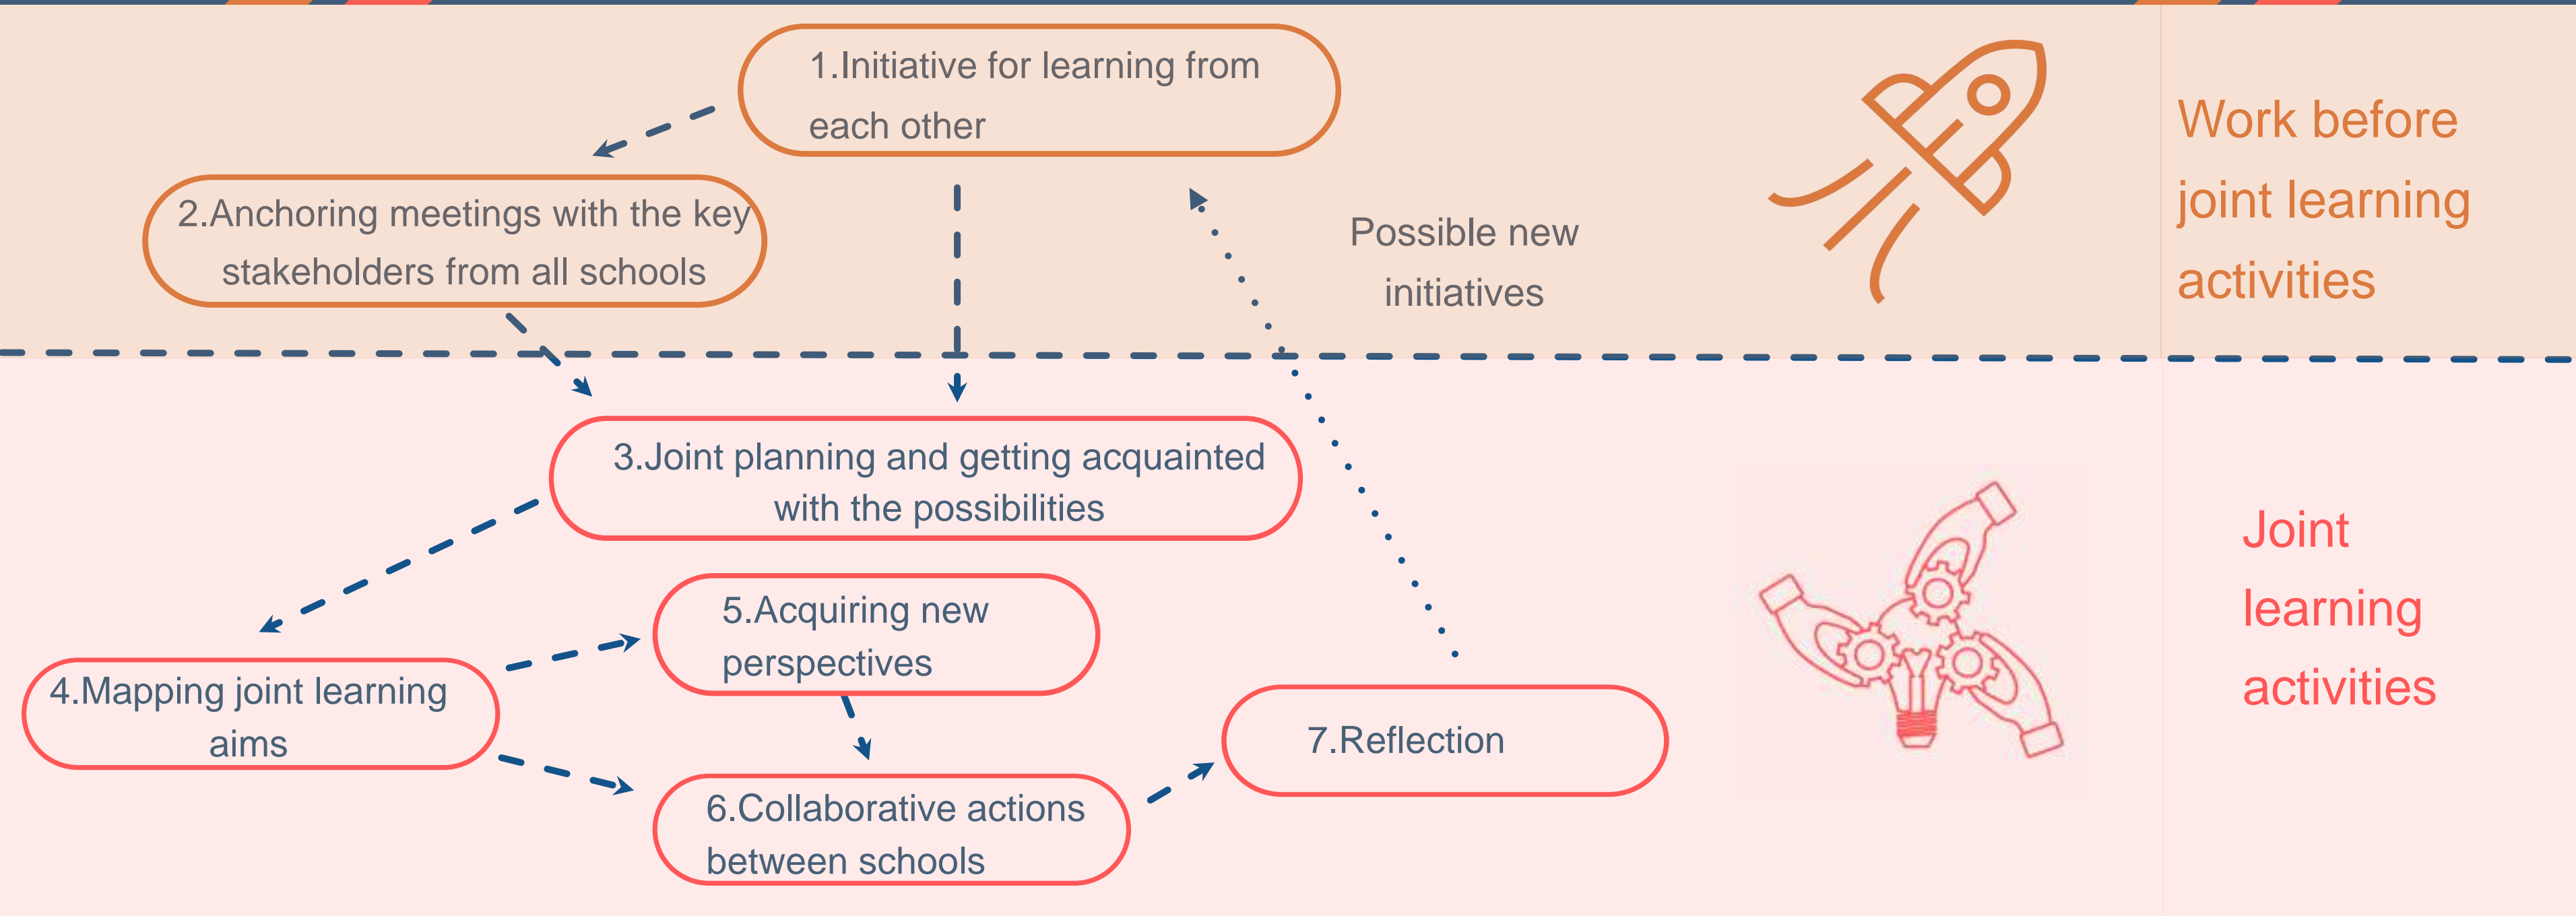 1.Initiative for learning from
each other
2.Anchoring meetings with the key
stakeholders from all schools
Possible new
initiatives
Work before
joint learning
activities
3.Joint planning and getting acquainted
with the possibilities
4.Mapping joint learning
aims
5.Acquiring new
perspectives
6.Collaborative actions
between schools
7.Reflection
Joint
learning
activities